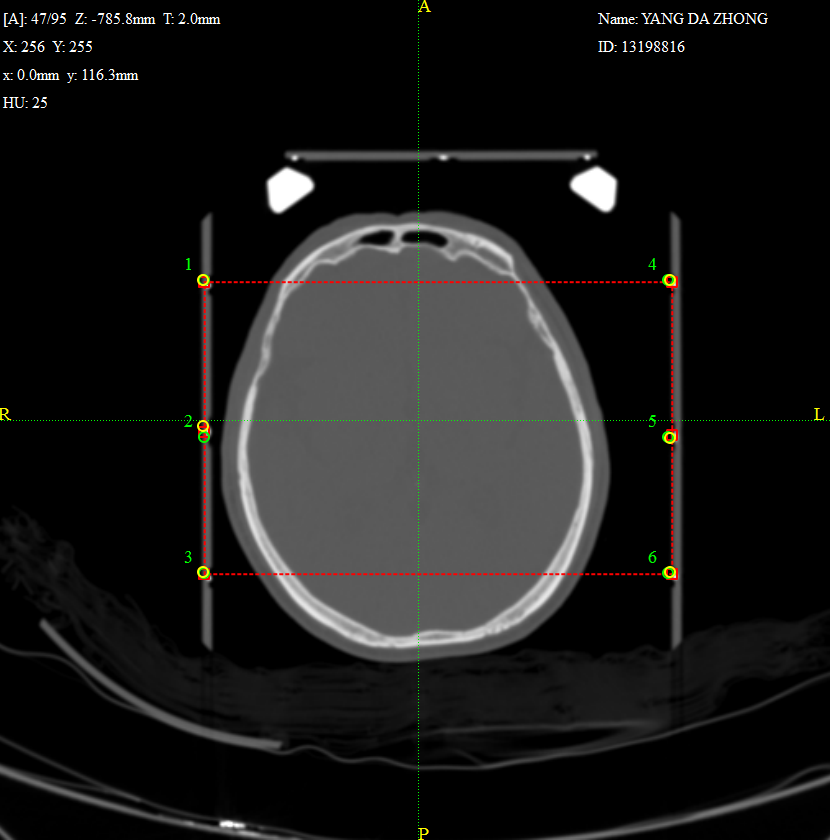 [A]: 47/95 Z: -785.8mm T: 2.0mm
X: 256 Y: 255
x: 0.0mm y: 116.3mm
HU: 25
Name: YANG DA ZHONG
ID: 13198816
A
1
4
R
2
5
L
3
6
P